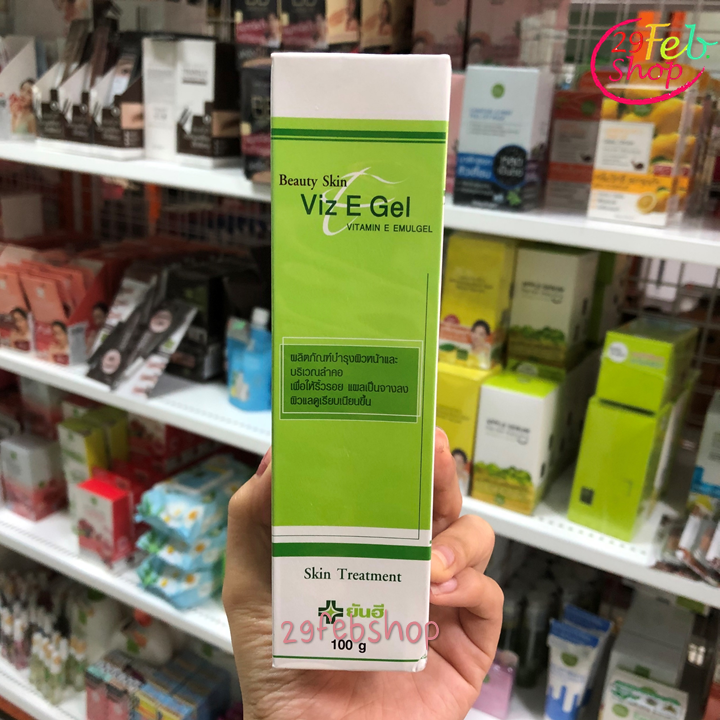 29Feb
Shop
Beauty Skin
Viz E Gel
VITAMIN E EMULGEL
ผลิตภัณฑ์บำรุงผิวหน้าและ
บริเวณลำคอ
เพื่อให้ริ้วรอย แผลเป็นจางลง
ผิวแลดูเรียบเนียนขึ้น
Skin Treatment
ยันฮี
29febshop
100 g